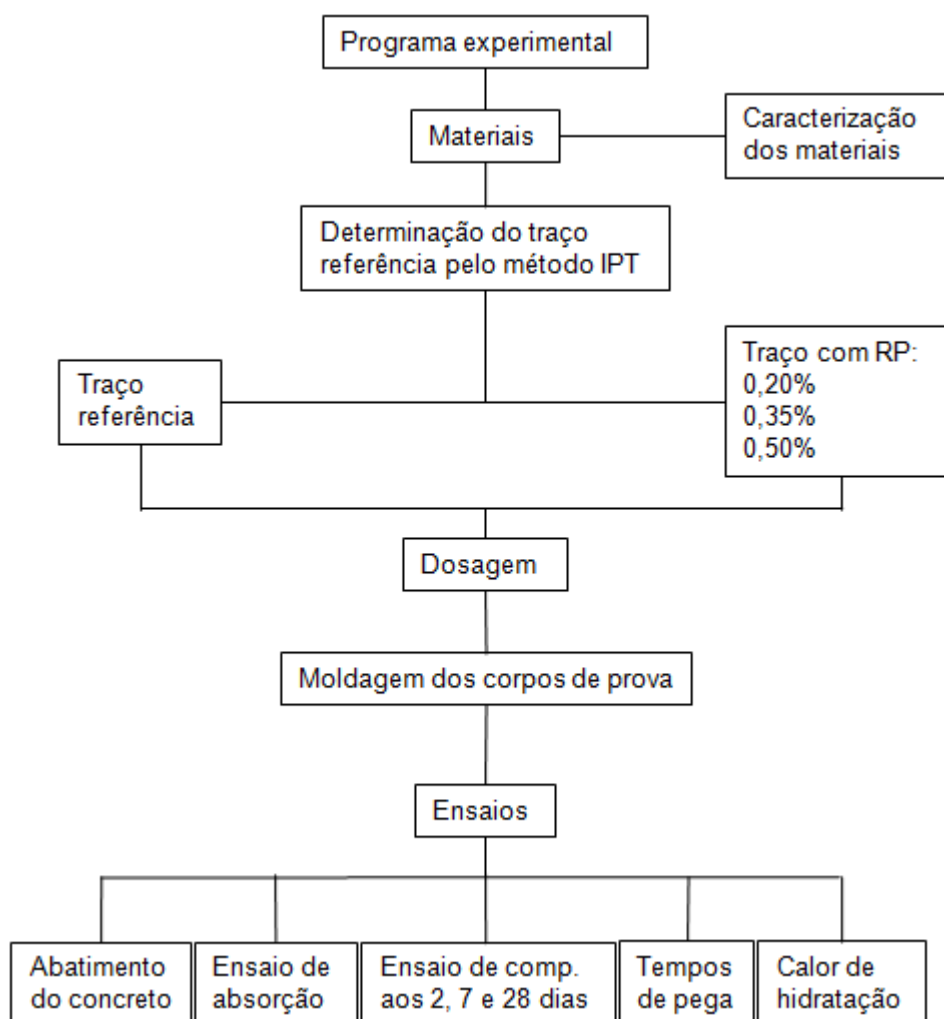 Programa experimental
Materiais
Caracterização
dos materiais
Determinação do traço
referência pelo método IPT
Traço
referência
Traço com RP:
0,20%
0,35%
0,50%
Dosagem
Moldagem dos corpos de prova
Ensaios
Abatimento
do concreto
Ensaio de
absorção
Ensaio de comp.
aos 2, 7 e 28 dias
Tempos
de pega
Calor de
hidratação